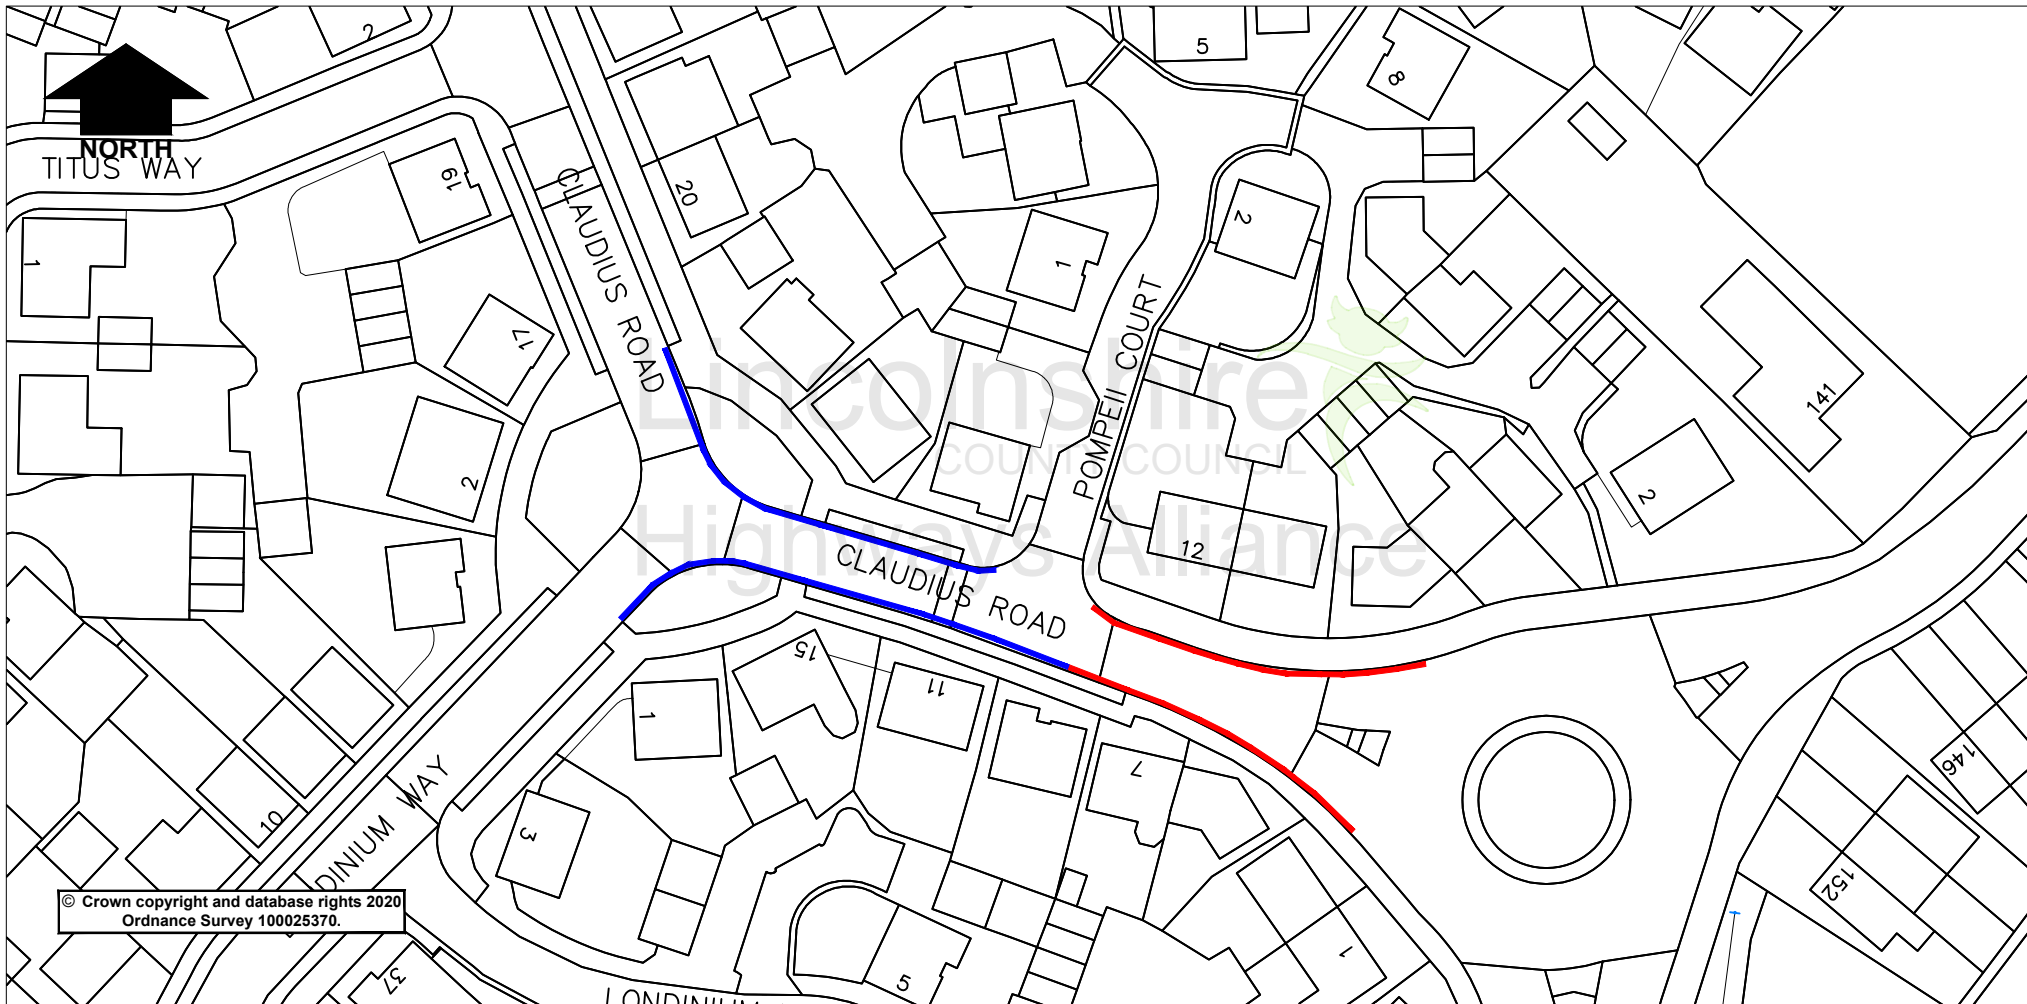 2
5
8
NORTH
TITUS WAY
19
CLAUDIUS ROAD
20
2
1
1
17
POMPEII COURT
Lincolnshire
COUNTY COUNCIL
Highways Alliance
141
2
2
12
CLAUDIUS ROAD
15
11
1
7
146
10
3
DINIUM WAY
152
© Crown copyright and database rights 2020
Ordnance Survey 100025370.
37
5
1
LONDINIUM